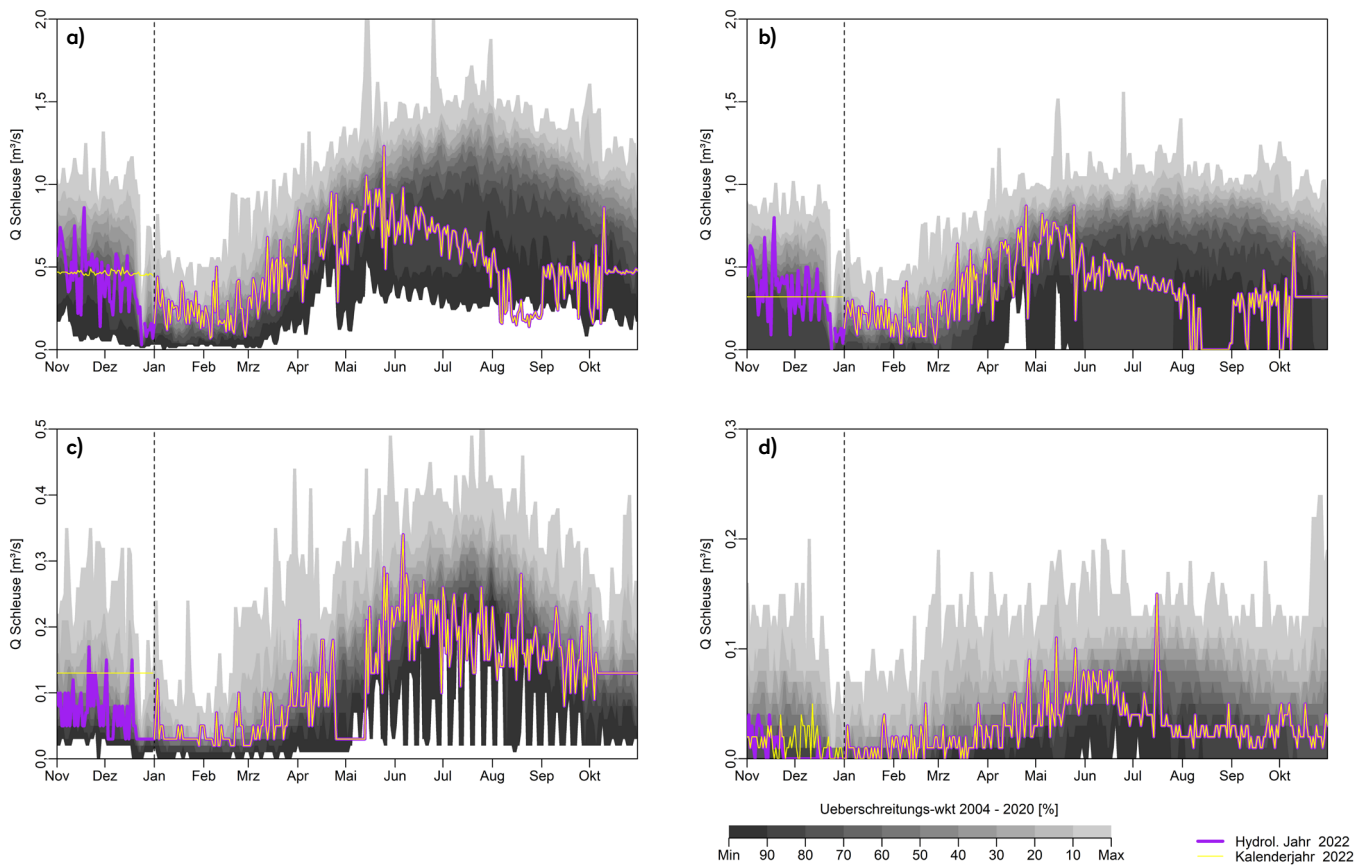 a)
2.0
1.5
1.0
0.5
0.0
Q Schleuse [m³/s]
Nov Dez Jan Feb Mrz Apr Mai Jun Jul Aug Sep Okt
b)
2.0
1.5
1.0
0.5
0.0
Q Schleuse [m³/s]
Nov Dez Jan Feb Mrz Apr Mai Jun Jul Aug Sep Okt
c)
0.5
0.4
0.3
0.2
0.1
0.0
Q Schleuse [m³/s]
Nov Dez Jan Feb Mrz Apr Mai Jun Jul Aug Sep Okt
d)
0.3
0.2
0.1
0.0
Q Schleuse [m³/s]
Nov Dez Jan Feb Mrz Apr Mai Jun Jul Aug Sep Okt
Ueberschreitungs-wkt 2004 - 2020 [%]
Min 90 80 70 60 50 40 30 20 10 Max
Hydrol. Jahr 2022
Kalenderjahr 2022